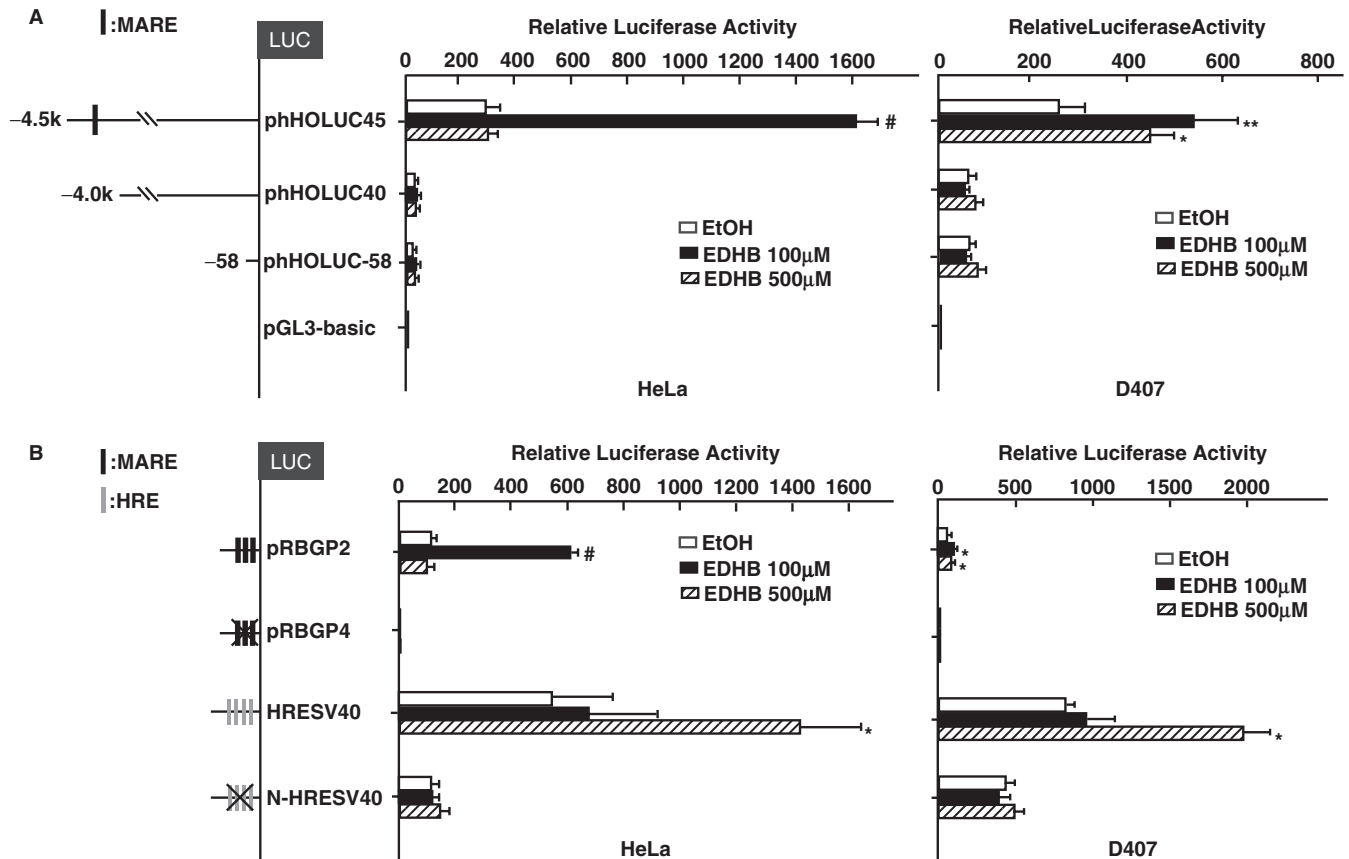 A
:MARE
LUC
Relative Luciferase Activity
0 200 400 600 800 1000 1200 1400 1600
RelativeLuciferaseActivity
0 200 400 600 800
−4.5k
phHOLUC45
#
**
*
−4.0k
phHOLUC40
−58
phHOLUC-58
pGL3-basic
EtOH
EDHB 100μM
EDHB 500μM
EtOH
EDHB 100μM
EDHB 500μM
HeLa
D407
B
:MARE
:HRE
LUC
Relative Luciferase Activity
0 200 400 600 800 1000 1200 1400 1600
Relative Luciferase Activity
0 500 1000 1500 2000
pRBGP2
#
*
*
pRBGP4
HRESV40
*
*
N-HRESV40
EtOH
EDHB 100μM
EDHB 500μM
EtOH
EDHB 100μM
EDHB 500μM
HeLa
D407